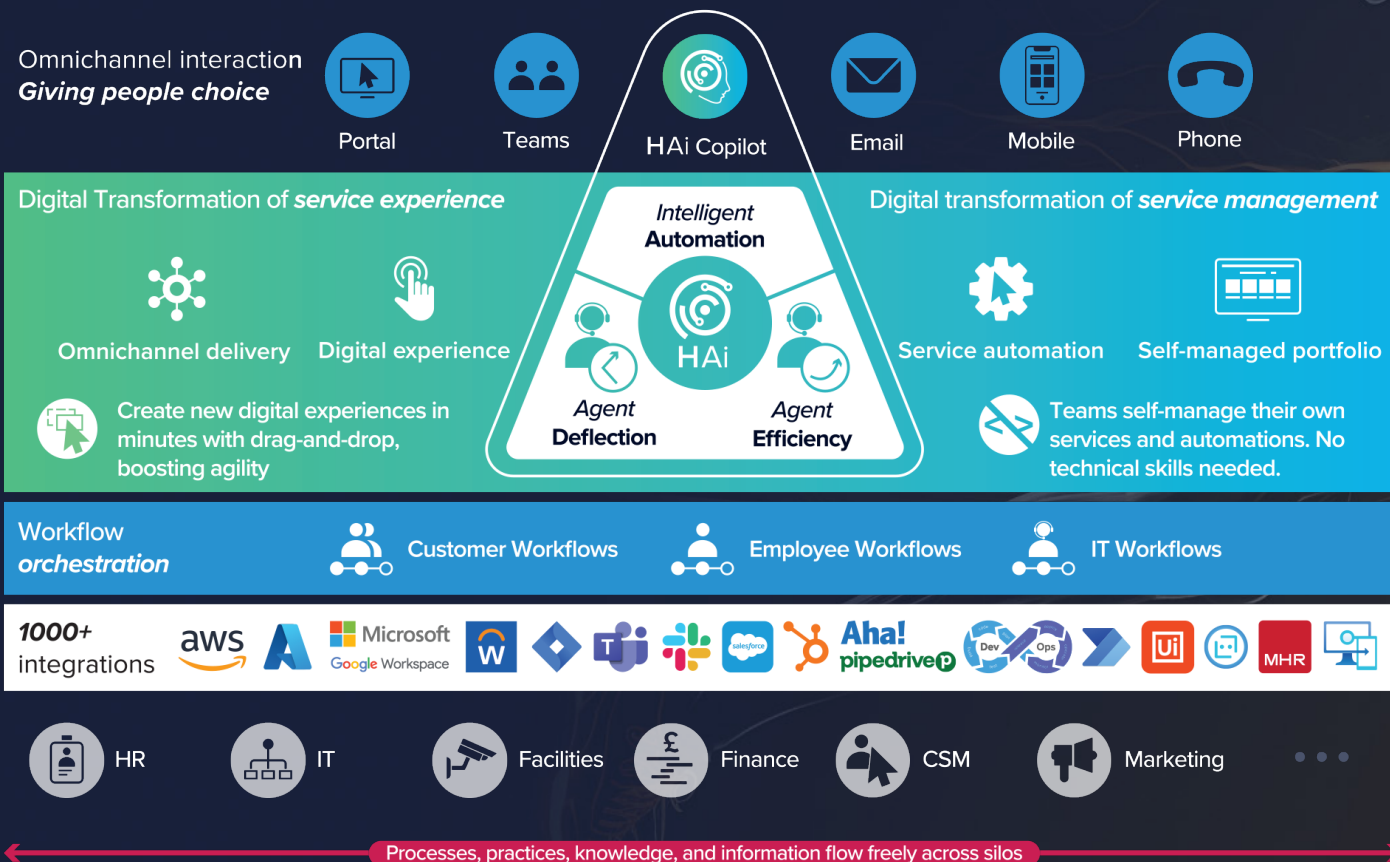 Omnichannel interaction
Giving people choice
Portal
Teams
HAi Copilot
Email
Mobile
Phone
Digital Transformation of service experience
Omnichannel delivery
Digital experience
Create new digital experiences in
minutes with drag-and-drop,
boosting agility
Intelligent
Automation
HAi
Agent
Deflection
Agent
Efficiency
Digital transformation of service management
Service automation
Self-managed portfolio
Teams self-manage their own
services and automations. No
technical skills needed.
Workflow
orchestration
Customer Workflows
Employee Workflows
IT Workflows
1000+
integrations
aws
Microsoft
Google Workspace
W
T
salesforce
Aha!
pipedrive
p
Dev
Ops
Ui
MHR
HR
IT
£
Facilities
Finance
CSM
Marketing
Processes, practices, knowledge, and information flow freely across silos